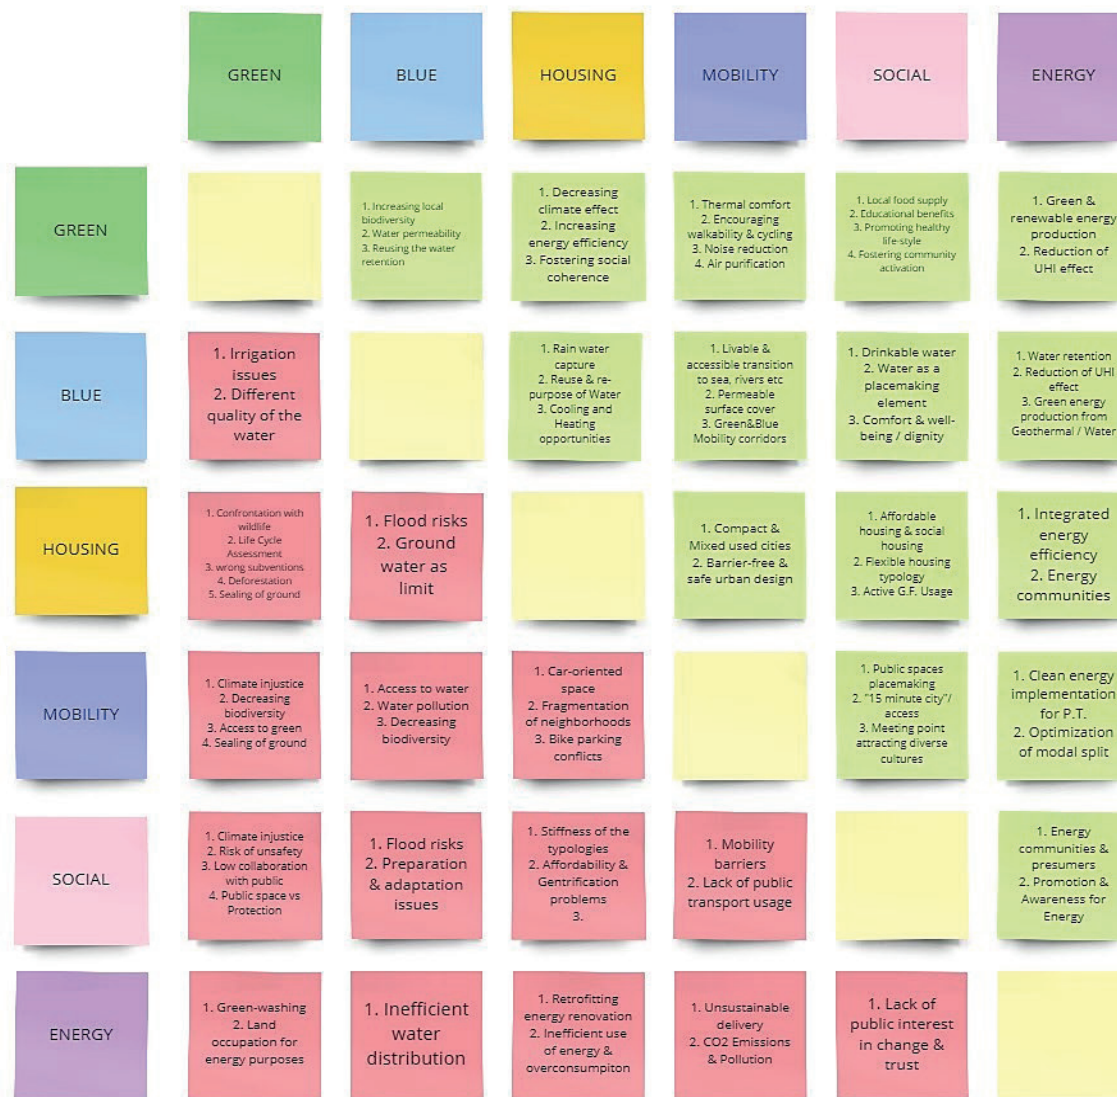 GREEN
BLUE
HOUSING
MOBILITY
SOCIAL
ENERGY
GREEN
1. Increasing local
biodiversity
2. Water permeability
3. Reusing the water
retention
1. Decreasing
climate effect
2. Increasing
energy efficiency
3. Fostering social
coherence
1. Thermal comfort
2. Encouraging
walkability & cycling
3. Noise reduction
4. Air purification
1. Local food supply
2. Educational benefits
3. Promoting healthy
life-style
4. Fostering community
activation
1. Green &
renewable energy
production
2. Reduction of
UHI effect
BLUE
1. Irrigation
issues
2. Different
quality of the
water
1. Rain water
capture
2. Reuse & re-
purpose of Water
3. Cooling and
Heating
opportunities
1. Livable &
accessible transition
to sea, rivers etc
2. Permeable
surface cover
3. Green&Blue
Mobility corridors
1. Drinkable water
2. Water as a
placemaking
element
3. Comfort & well-
being / dignity
1. Water retention
2. Reduction of UHI
effect
3. Green energy
production from
Geothermal / Water
HOUSING
1. Confrontation with
wildlife
2. Life Cycle
Assessment
3. wrong subventions
4. Deforestation
5. Sealing of ground
1. Flood risks
2. Ground
water as
limit
1. Compact &
Mixed used cities
2. Barrier-free &
safe urban design
1. Affordable
housing & social
housing
2. Flexible housing
typology
3. Active G.F. Usage
1. Integrated
energy
efficiency
2. Energy
communities
MOBILITY
1. Climate injustice
2. Decreasing
biodiversity
3. Access to green
4. Sealing of ground
1. Access to water
2. Water pollution
3. Decreasing
biodiversity
1. Car-oriented
space
2. Fragmentation
of neighborhoods
3. Bike parking
conflicts
1. Public spaces
placemaking
2. "15 minute city"/
access
3. Meeting point
attracting diverse
cultures
1. Clean energy
implementation
for P.T.
2. Optimization
of modal split
SOCIAL
1. Climate injustice
2. Risk of unsafety
3. Low collaboration
with public
4. Public space vs
Protection
1. Flood risks
2. Preparation
& adaptation
issues
1. Stiffness of the
typologies
2. Affordability &
Gentrification
problems
3.
1. Mobility
barriers
2. Lack of public
transport usage
1. Energy
communities &
presumers
2. Promotion &
Awareness for
Energy
ENERGY
1. Green-washing
2. Land
occupation for
energy purposes
1. Inefficient
water
distribution
1. Retrofitting
energy renovation
2. Inefficient use
of energy &
overconsumpiton
1. Unsustainable
delivery
2. CO2 Emissions
& Pollution
1. Lack of
public interest
in change &
trust